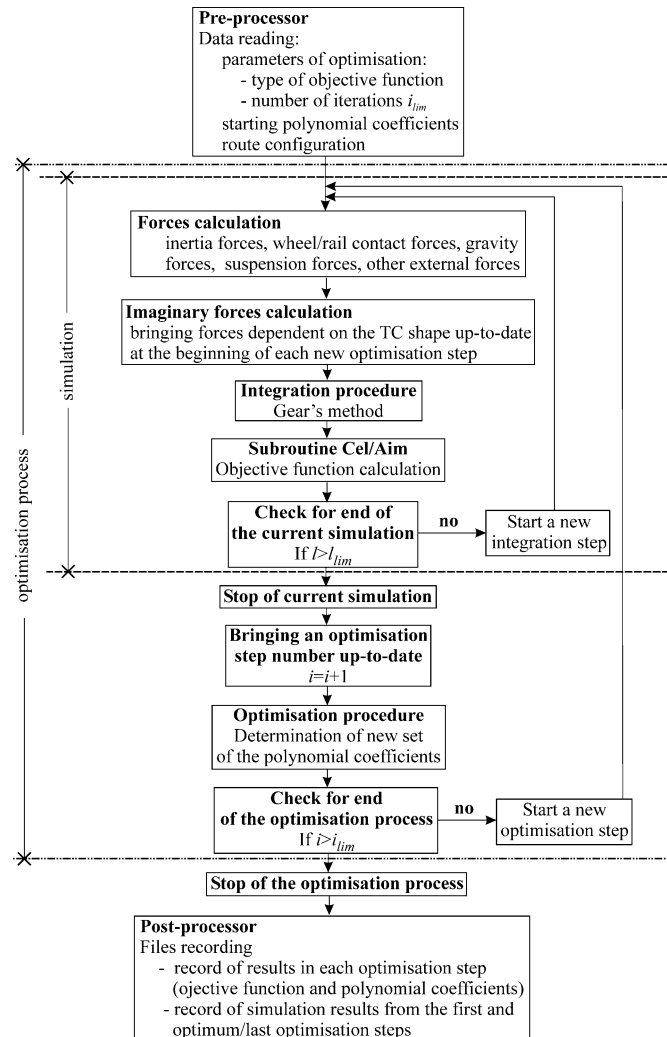 Pre-processor
Data reading:
parameters of optimisation:
- type of objective function
- number of iterations i_lim
starting polynomial coefficients
route configuration
Forces calculation
inertia forces, wheel/rail contact forces, gravity
forces, suspension forces, other external forces
Imaginary forces calculation
bringing forces dependent on the TC shape up-to-date
at the beginning of each new optimisation step
Integration procedure
Gear's method
Subroutine Cel/Aim
Objective function calculation
Check for end of
the current simulation
If l>l_lim
no
Start a new
integration step
simulation
optimisation process
Stop of current simulation
Bringing an optimisation
step number up-to-date
i=i+1
Optimisation procedure
Determination of new set
of the polynomial coefficients
Check for end
of the optimisation process
If i>i_lim
no
Start a new
optimisation step
Stop of the optimisation process
Post-processor
Files recording
- record of results in each optimisation step
(ojective function and polynomial coefficients)
- record of simulation results from the first and
optimum/last optimisation steps